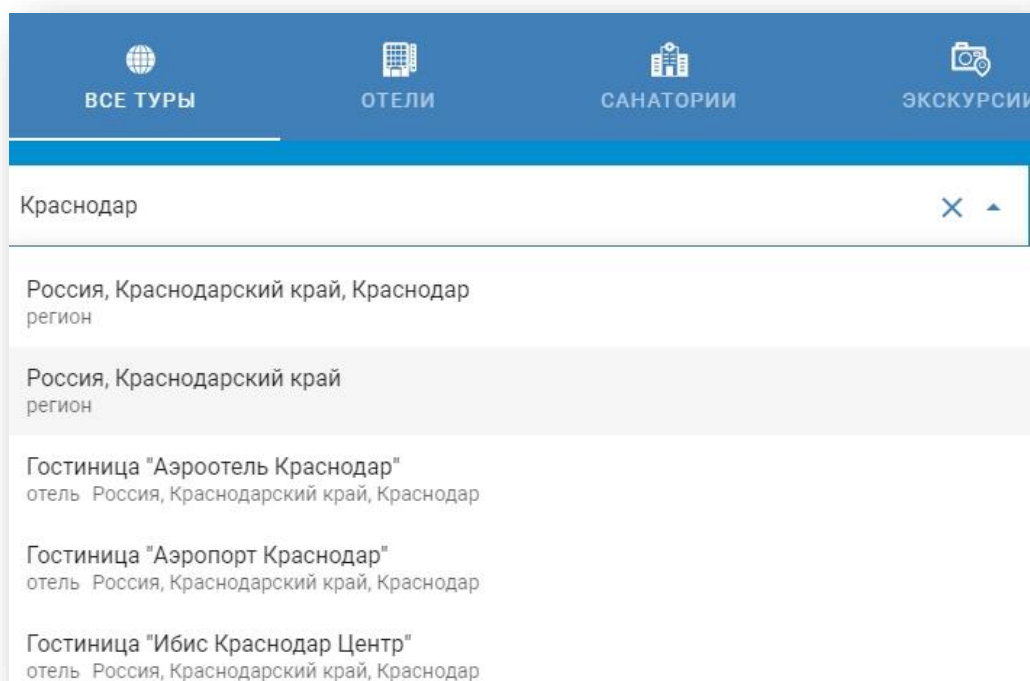 ВСЕ ТУРЫ
ОТЕЛИ
САНАТОРИИ
ЭКСКУРСИИ
Краснодар
Россия, Краснодарский край, Краснодар
регион
Россия, Краснодарский край
регион
Гостиница "Аэроотель Краснодар"
отель Россия, Краснодарский край, Краснодар
Гостиница "Аэропорт Краснодар"
отель Россия, Краснодарский край, Краснодар
Гостиница "Ибис Краснодар Центр"
отель Россия, Краснодарский край, Краснодар